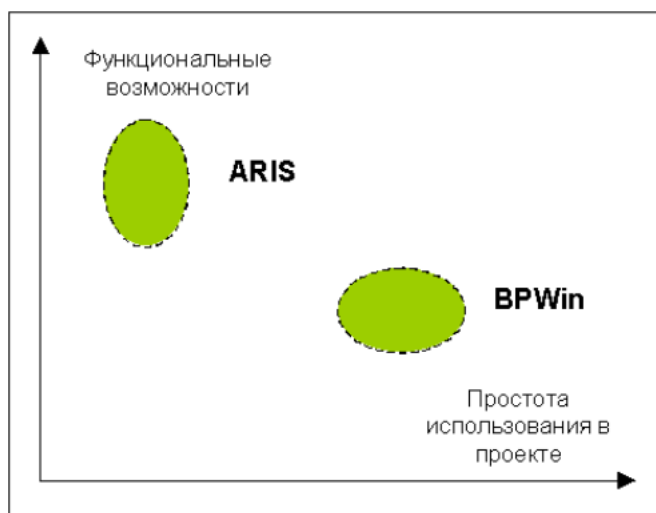 Функциональные
возможности
ARIS
BPWin
Простота
использования в
проекте